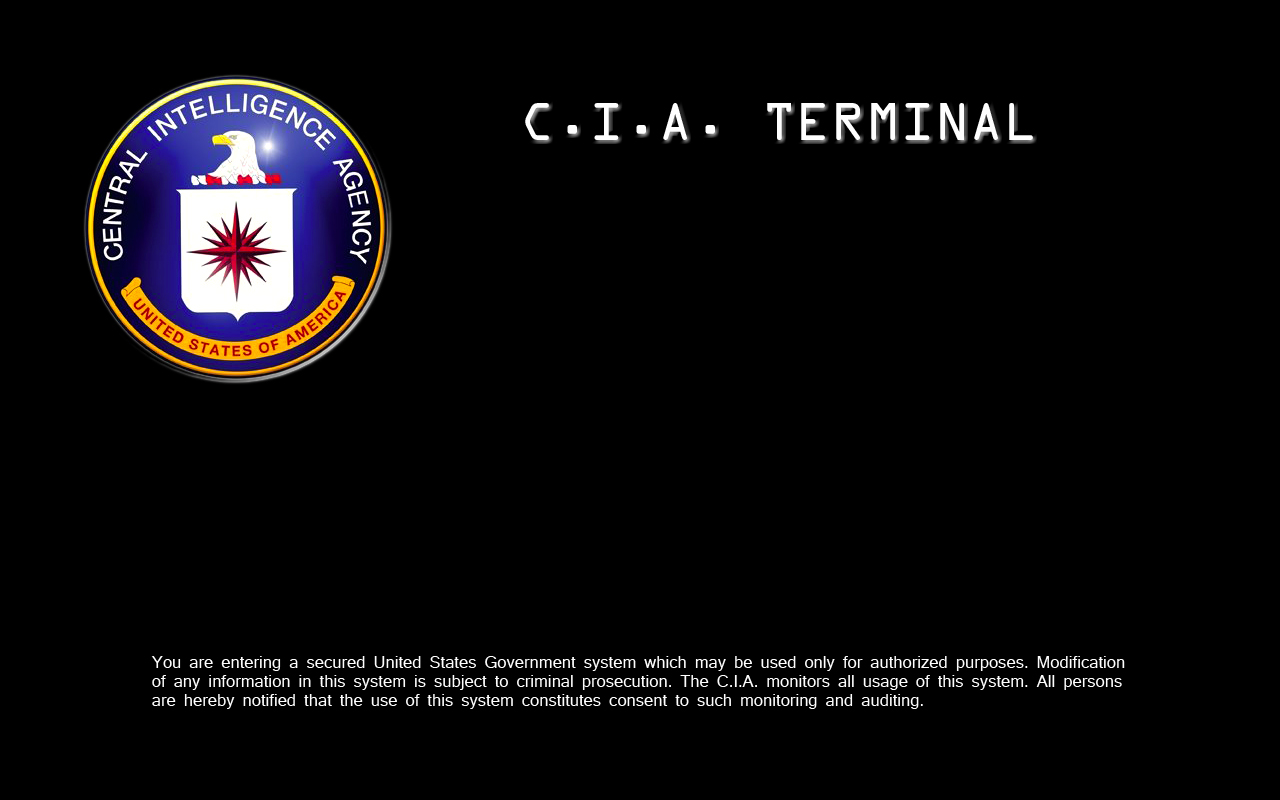 C.I.A. TERMINAL
CENTRAL INTELLIGENCE AGENCY
UNITED STATES OF AMERICA
You are entering a secured United States Government system which may be used only for authorized purposes. Modification
of any information in this system is subject to criminal prosecution. The C.I.A. monitors all usage of this system. All persons
are hereby notified that the use of this system constitutes consent to such monitoring and auditing.